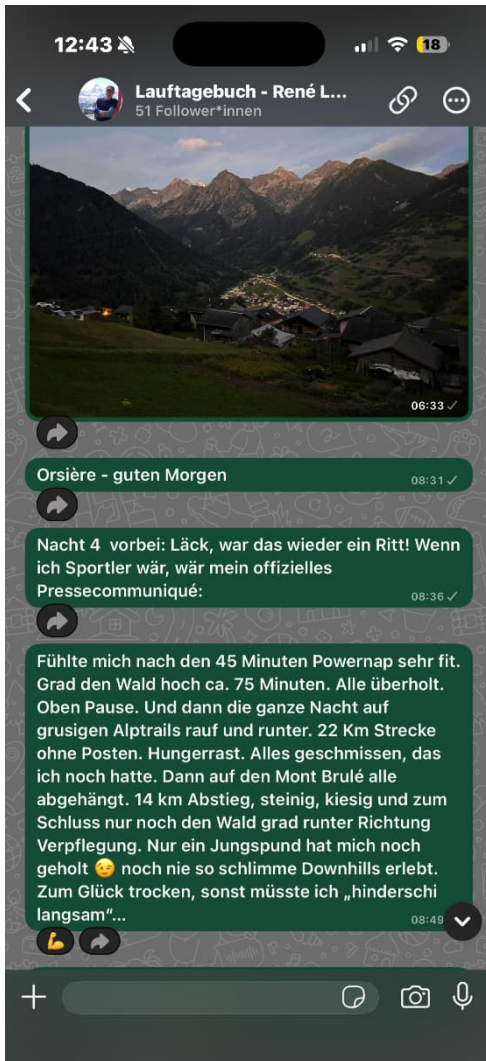 12:43
18
Lauftagebuch - René L...
51 Follower*innen
06:33
Orsière - guten Morgen
08:31
Nacht 4 vorbei: Läck, war das wieder ein Ritt! Wenn
ich Sportler wär, wär mein offizielles
Pressecommuniqué:
08:36
Fühlte mich nach den 45 Minuten Powernap sehr fit.
Grad den Wald hoch ca. 75 Minuten. Alle überholt.
Oben Pause. Und dann die ganze Nacht auf
grusigen Alptrails rauf und runter. 22 Km Strecke
ohne Posten. Hungerrast. Alles geschmissen, das
ich noch hatte. Dann auf den Mont Brulé alle
abgehängt. 14 km Abstieg, steinig, kiesig und zum
Schluss nur noch den Wald grad runter Richtung
Verpflegung. Nur ein Jungspund hat mich noch
geholt 😉 noch nie so schlimme Downhills erlebt.
Zum Glück trocken, sonst müsste ich „hinderschi
langsam“...
08:49